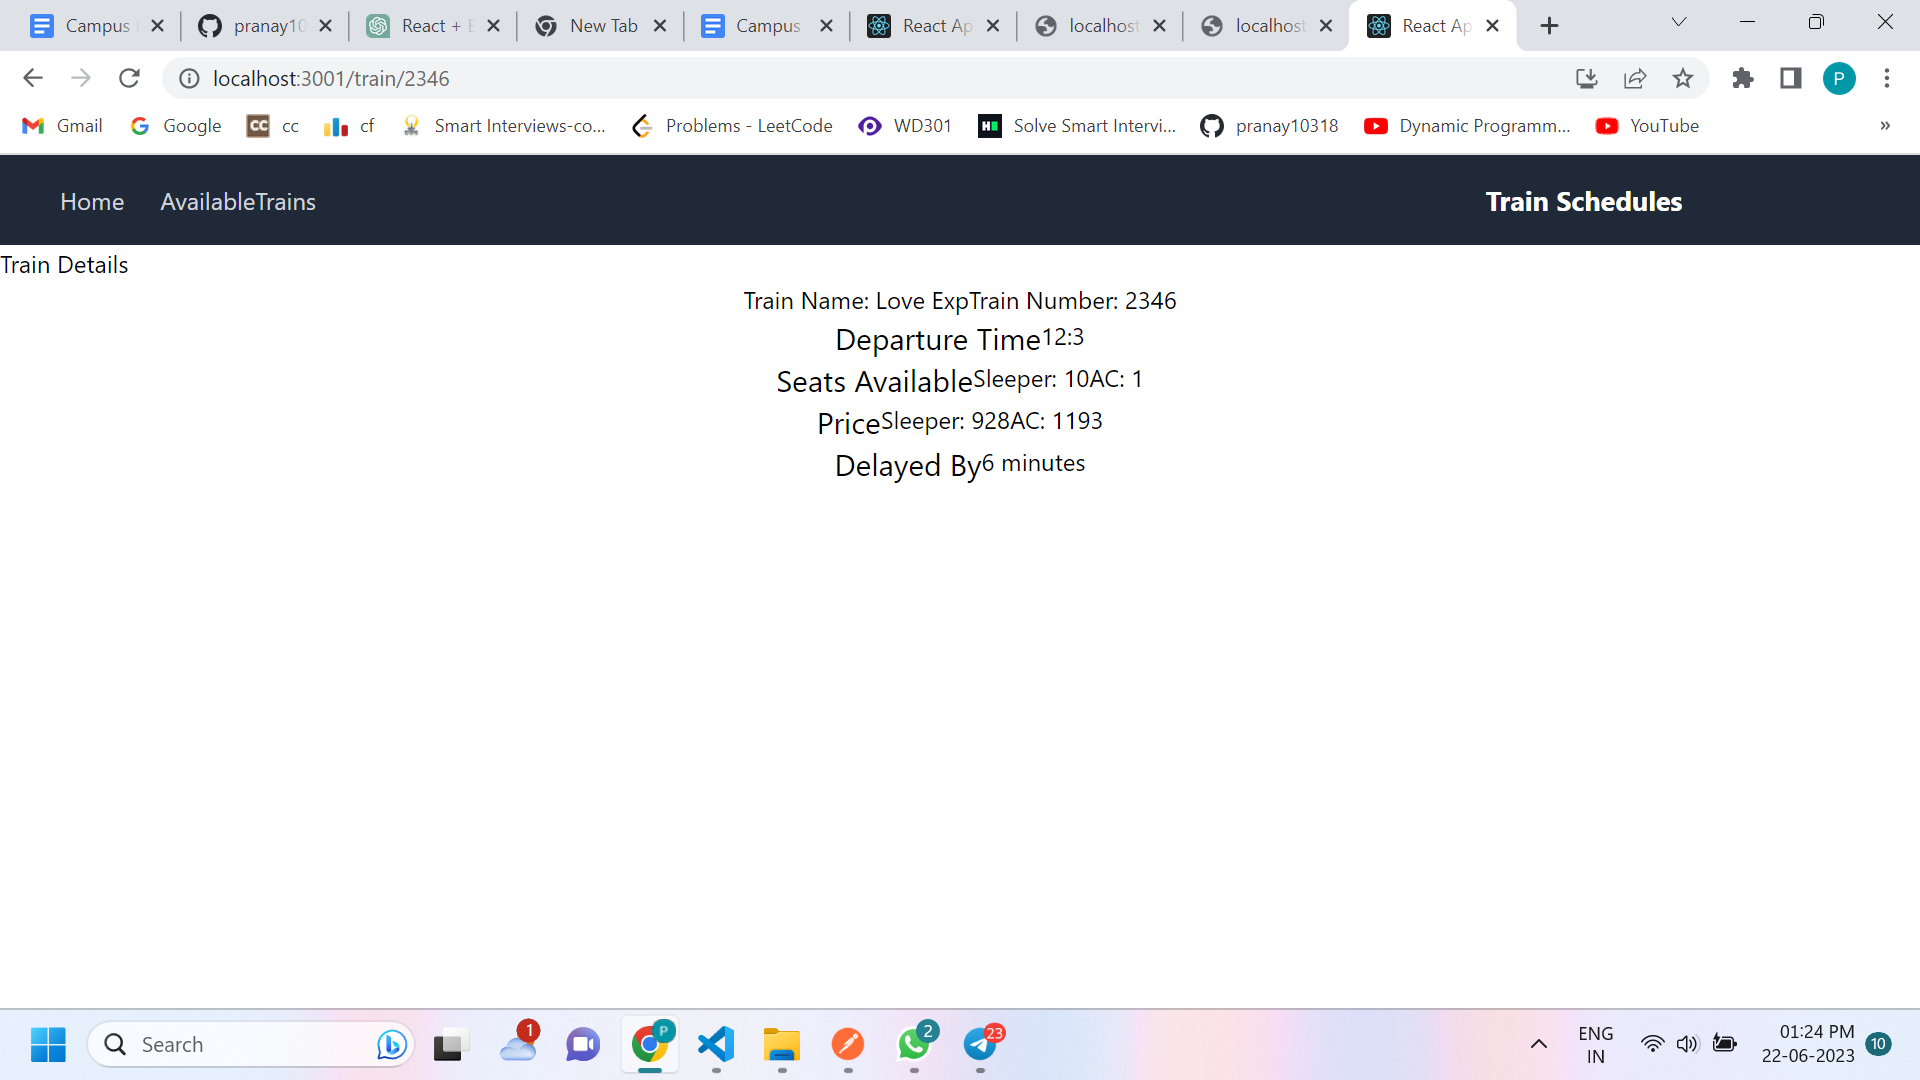 Campus
pranay10
React + E
New Tab
Campus
React Ap
localhost
localhost
React Ap
localhost:3001/train/2346
P
Gmail
Google
CC cc
cf
Smart Interviews-co...
Problems - LeetCode
WD301
Solve Smart Intervi...
pranay10318
Dynamic Programm...
YouTube
»
Home
AvailableTrains
Train Schedules
Train Details
Train Name: Love ExpTrain Number: 2346
Departure Time12:3
Seats AvailableSleeper: 10AC: 1
PriceSleeper: 928AC: 1193
Delayed By6 minutes
Search
1
P
2
23
ENG
IN
01:24 PM
22-06-2023
10